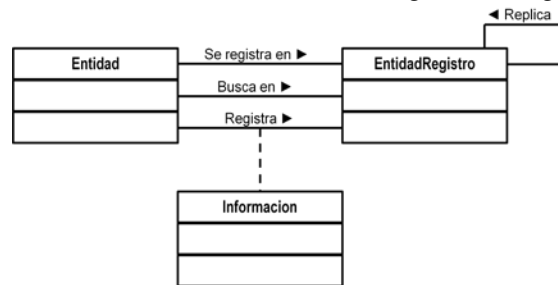 ◄ Replica
Entidad
Se registra en ►
EntidadRegistro
Busca en ►
Registra ►
Informacion